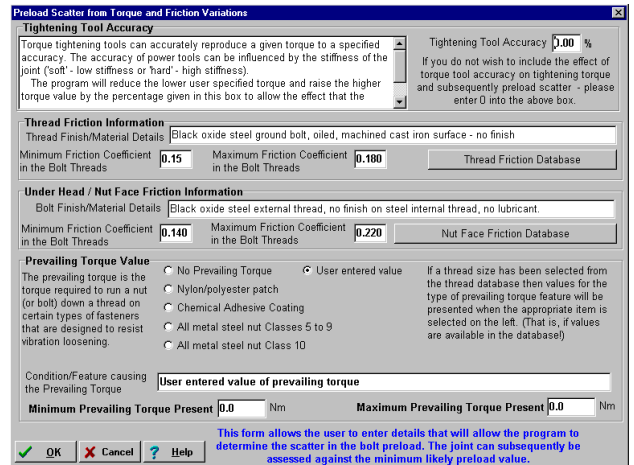 Preload Scatter from Torque and Friction Variations
Tightening Tool Accuracy
Torque tightening tools can accurately reproduce a given torque to a specified
accuracy. The accuracy of power tools can be influenced by the stiffness of the
joint ('soft' - low stiffness or 'hard' - high stiffness).
The program will reduce the lower user specified torque and raise the higher
torque value by the percentage given in this box to allow the effect that the
Tightening Tool Accuracy 0.00 %
If you do not wish to include the effect of
torque tool accuracy on tightening torque
and subsequently preload scatter - please
enter 0 into the above box.
Thread Friction Information
Thread Finish/Material Details Black oxide steel ground bolt, oiled, machined cast iron surface - no finish
Minimum Friction Coefficient
in the Bolt Threads 0.15
Maximum Friction Coefficient
in the Bolt Threads 0.180
Thread Friction Database
Under Head / Nut Face Friction Information
Bolt Finish/Material Details Black oxide steel external thread, no finish on steel internal thread, no lubricant.
Minimum Friction Coefficient
in the Bolt Threads 0.140
Maximum Friction Coefficient
in the Bolt Threads 0.220
Nut Face Friction Database
Prevailing Torque Value
The prevailing torque is the
torque required to run a nut
(or bolt) down a thread on
certain types of fasteners
that are designed to resist
vibration loosening.
No Prevailing Torque
User entered value
Nylon/polyester patch
Chemical Adhesive Coating
All metal steel nut Classes 5 to 9
All metal steel nut Class 10
If a thread size has been selected from
the thread database then values for the
type of prevailing torque feature will be
presented when the appropriate item is
selected on the left. (That is, if values
are available in the database!)
Condition/Feature causing
the Prevailing Torque
User entered value of prevailing torque
Minimum Prevailing Torque Present 0.0 Nm
Maximum Prevailing Torque Present 0.0 Nm
OK
Cancel
? Help
This form allows the user to enter details that will allow the program to
determine the scatter in the bolt preload. The joint can subsequently be
assessed against the minimum likely preload value.